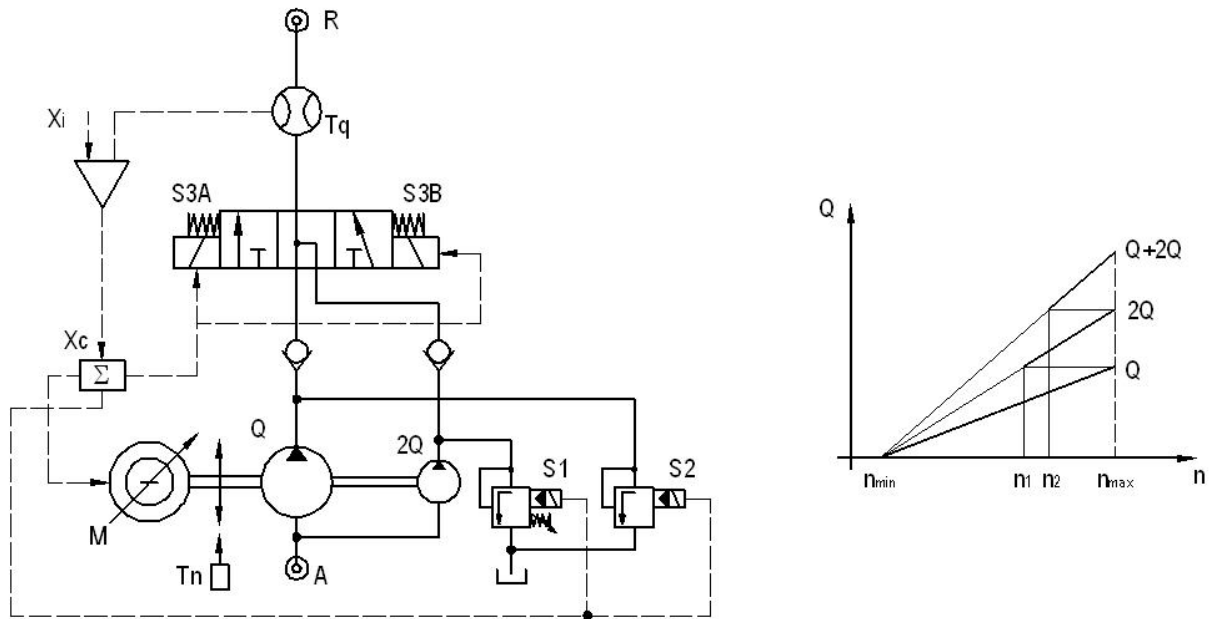 R
Xi
Tq
S3A
S3B
Xc
Σ
Q
2Q
S1
S2
M
Tn
A
Q
Q+2Q
2Q
Q
nmin
n1
n2
nmax
n